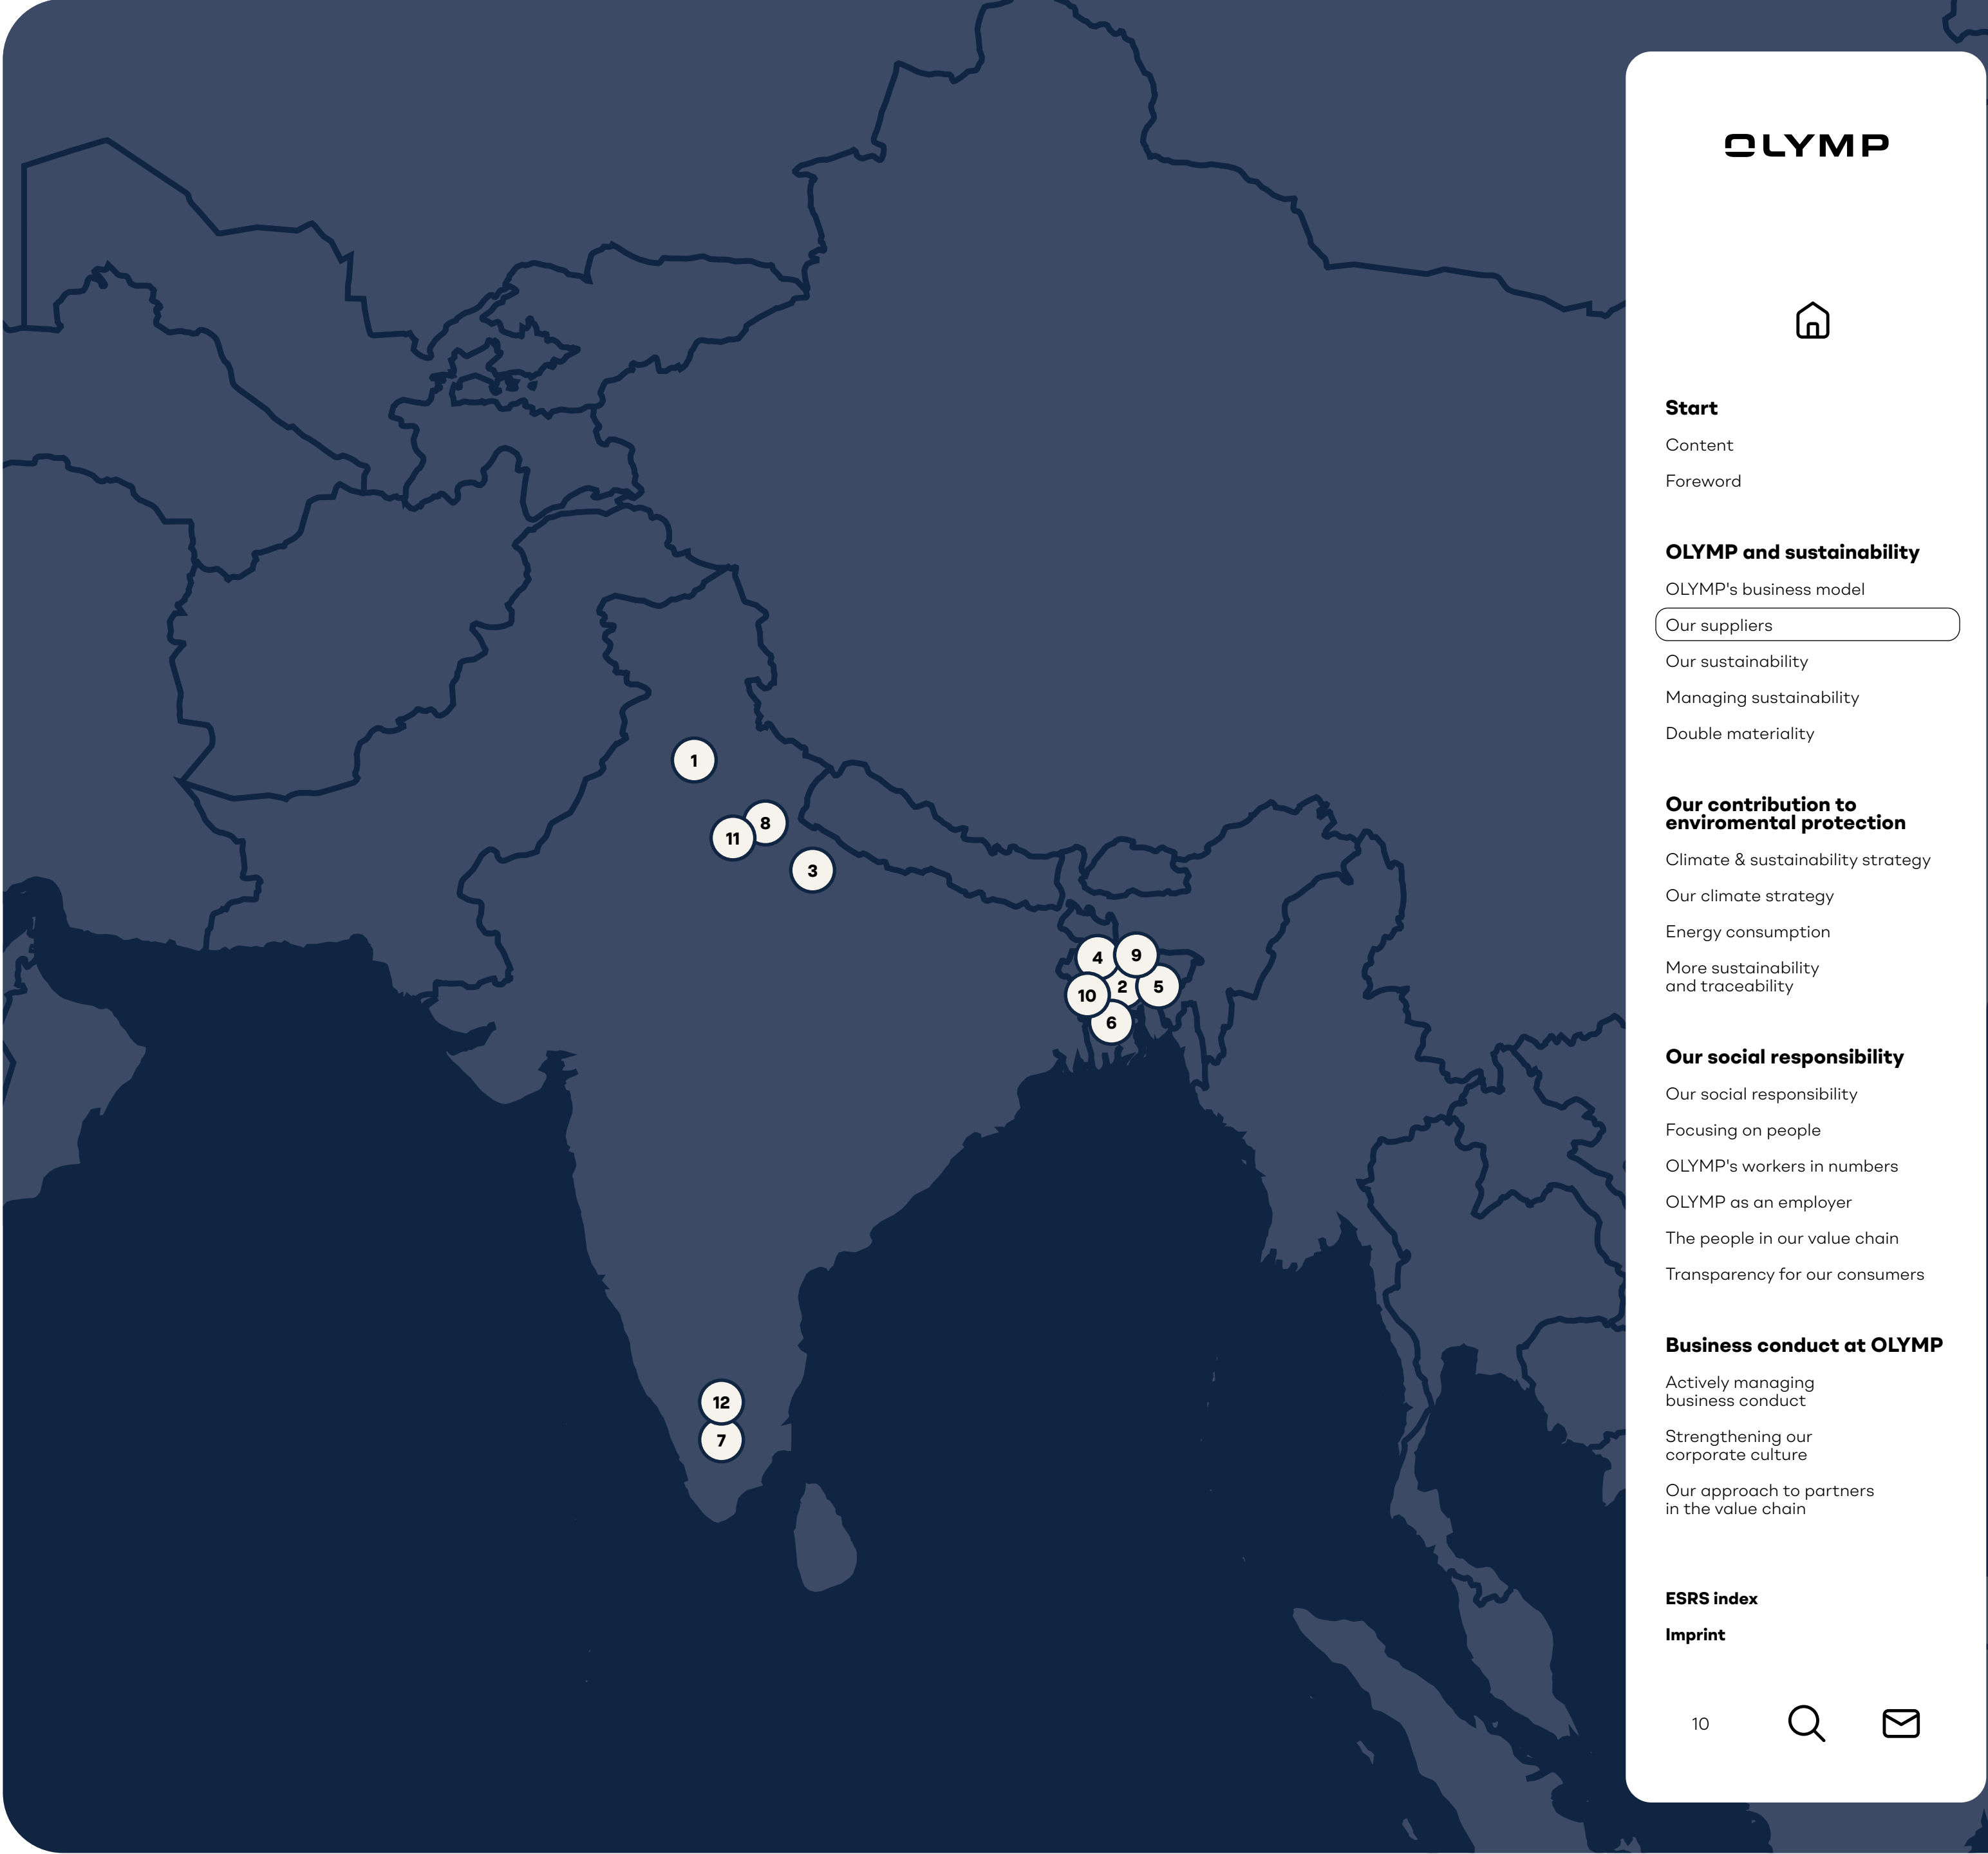 1
8
11
3
4
9
10
2
5
6
12
7
OLYMP
Start
Content
Foreword
OLYMP and sustainability
OLYMP's business model
Our suppliers
Our sustainability
Managing sustainability
Double materiality
Our contribution to
enviromental protection
Climate & sustainability strategy
Our climate strategy
Energy consumption
More sustainability
and traceability
Our social responsibility
Our social responsibility
Focusing on people
OLYMP's workers in numbers
OLYMP as an employer
The people in our value chain
Transparency for our consumers
Business conduct at OLYMP
Actively managing
business conduct
Strengthening our
corporate culture
Our approach to partners
in the value chain
ESRS index
Imprint
10